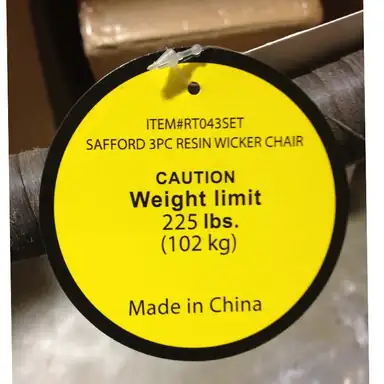 ITEM#RT043SET
SAFFORD 3PC RESIN WICKER CHAIR
CAUTION
Weight limit
225 lbs.
(102 kg)
Made in China